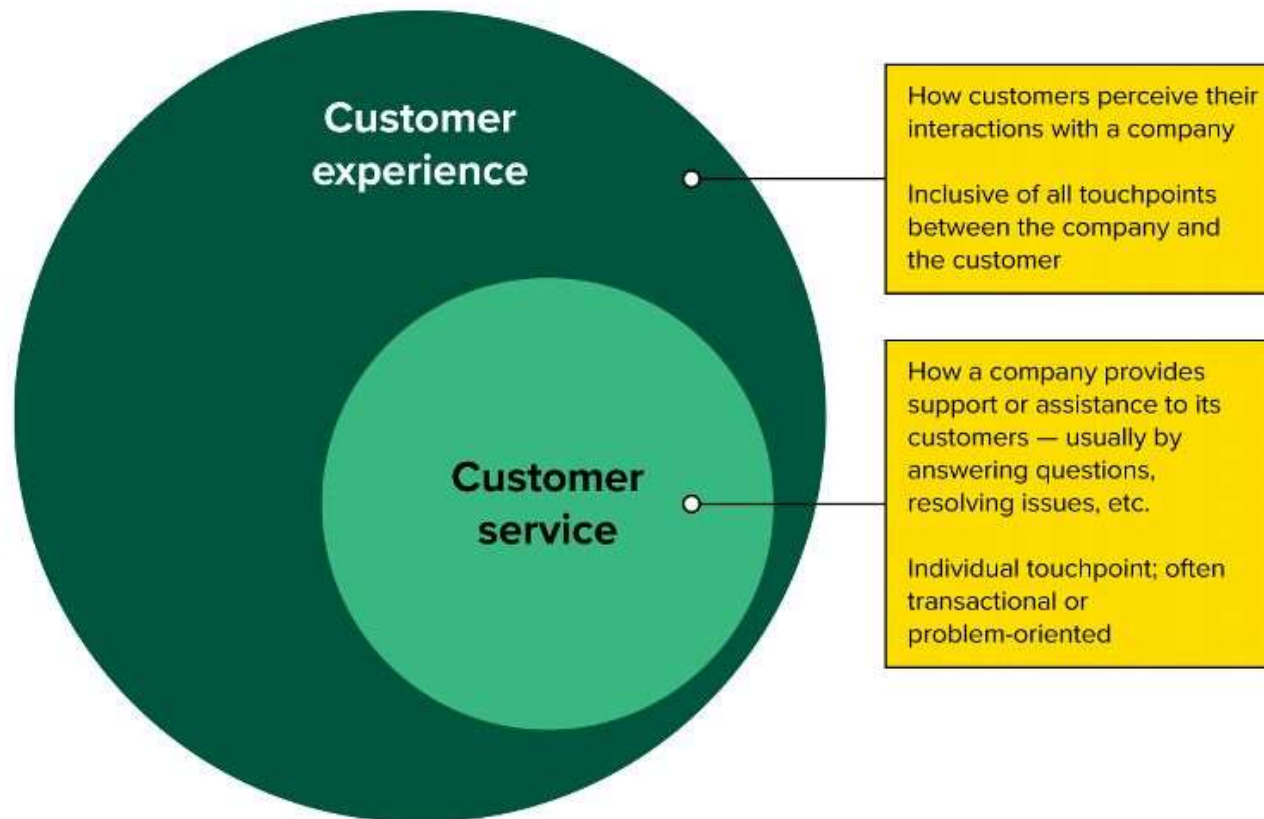 Customer
experience
How customers perceive their
interactions with a company
Inclusive of all touchpoints
between the company and
the customer
Customer
service
How a company provides
support or assistance to its
customers — usually by
answering questions,
resolving issues, etc.
Individual touchpoint; often
transactional or
problem-oriented